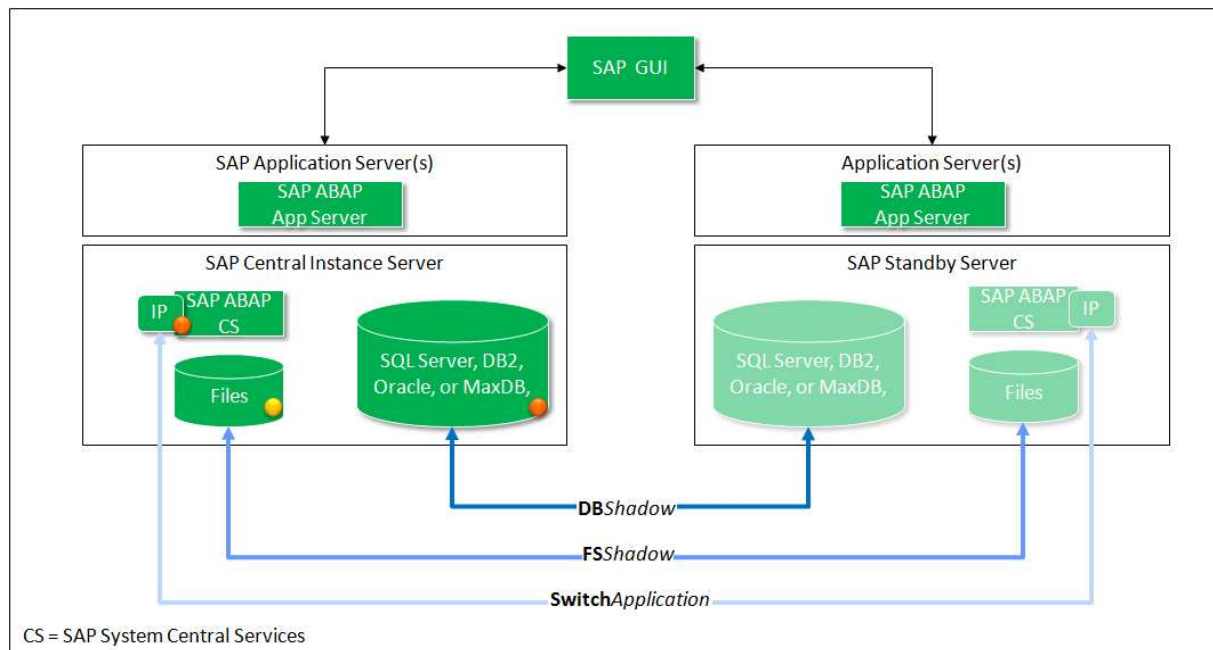 SAP GUI
SAP Application Server(s)
SAP ABAP
App Server
Application Server(s)
SAP ABAP
App Server
SAP Central Instance Server
IP
SAP ABAP
CS
Files
SQL Server, DB2,
Oracle, or MaxDB,
SAP Standby Server
SQL Server, DB2,
Oracle, or MaxDB,
SAP ABAP
CS
IP
Files
DBShadow
FSShadow
SwitchApplication
CS = SAP System Central Services